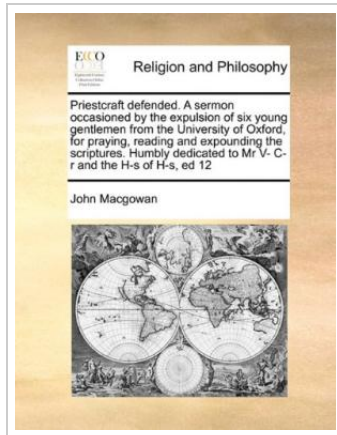 ECCO
Religion and Philosophy
Priestcraft defended. A sermon
occasioned by the expulsion of six young
gentlemen from the University of Oxford,
for praying, reading and expounding the
scriptures. Humbly dedicated to Mr V- C-
r and the H-s of H-s, ed 12
John Macgowan